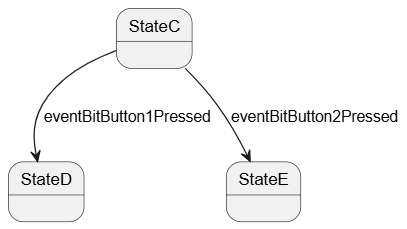 StateC
eventBitButton1Pressed
eventBitButton2Pressed
StateD
StateE